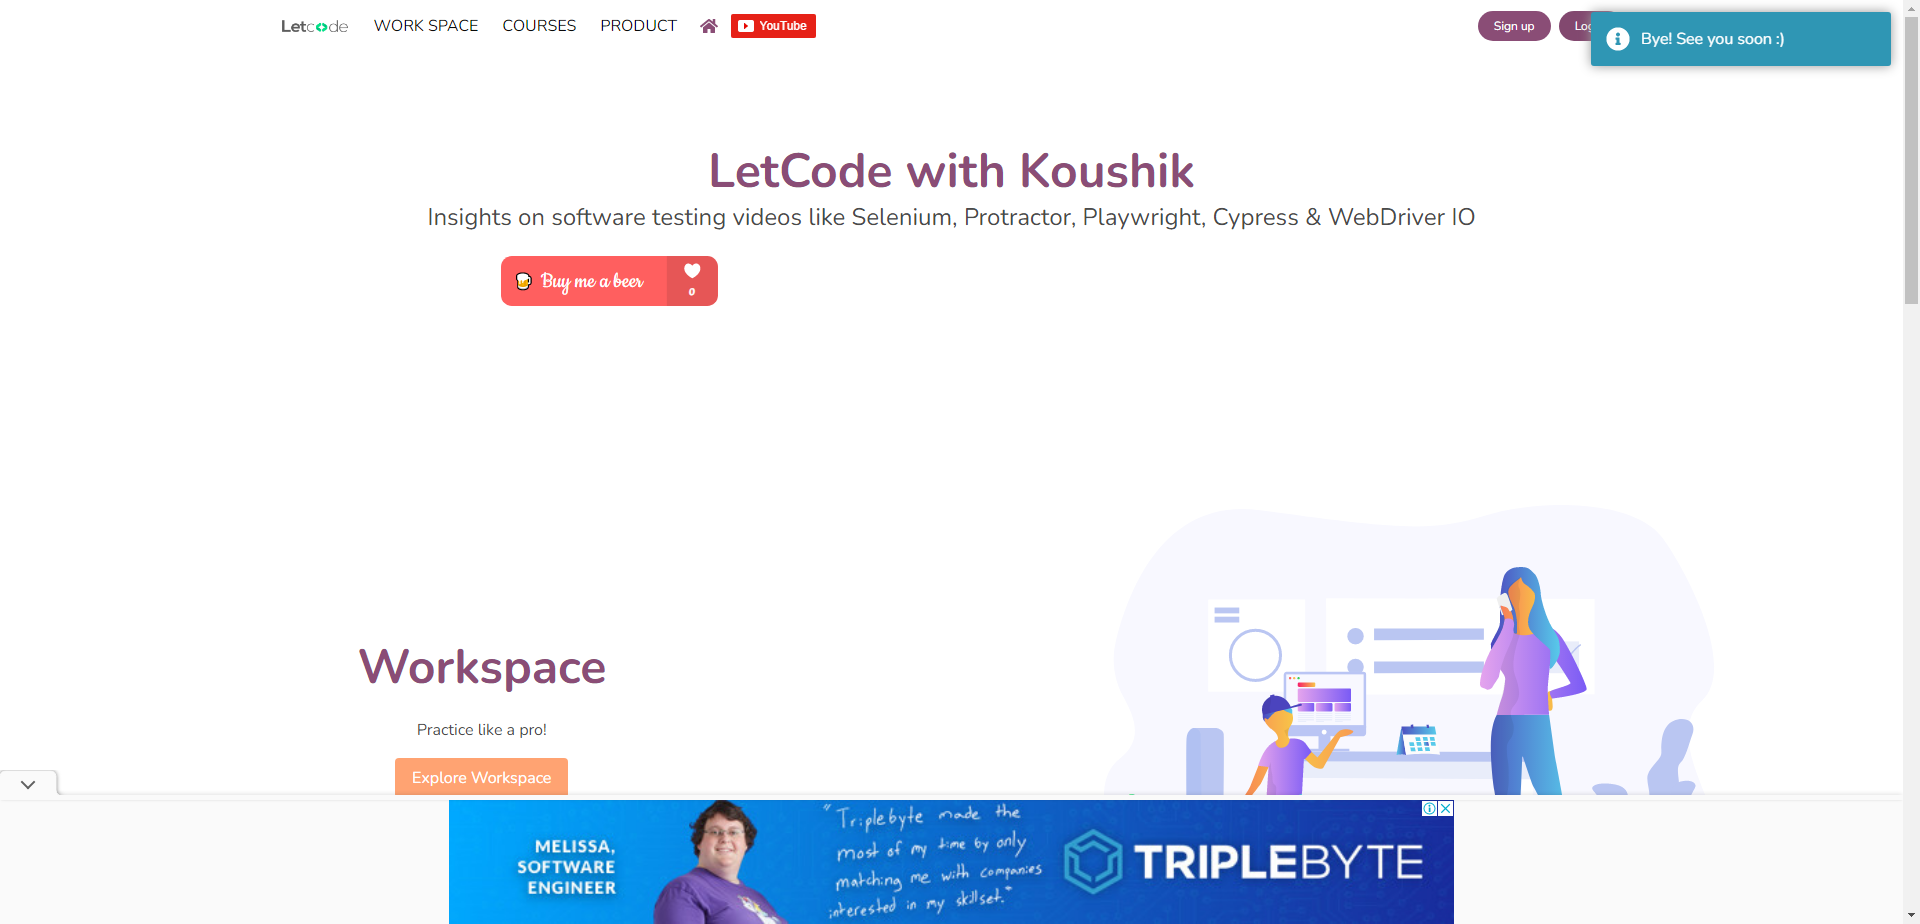 Letcode WORK SPACE COURSES PRODUCT YouTube Sign up
Bye! See you soon :)
LetCode with Koushik
Insights on software testing videos like Selenium, Protractor, Playwright, Cypress & WebDriver IO
Buy me a beer
0
Workspace
Practice like a pro!
Explore Workspace
MELISSA,
SOFTWARE
ENGINEER
"Triplebyte made the
most of my time by only
matching me with companies
interested in my skillset."
TRIPLEBYTE